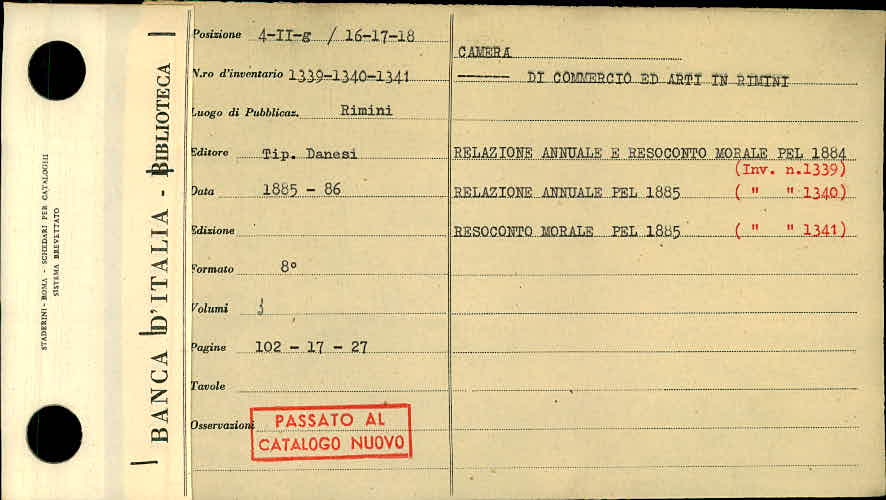 STADERINI - ROMA - SCHEDARI PER CATALOGHI
SISTEMA BREVETTATO
BANCA D'ITALIA - BIBLIOTECA
Posizione 4-II-g / 16-17-18
N.ro d'inventario 1339-1340-1341
Luogo di Pubblicaz. Rimini
Editore Tip. Danesi
Data 1885 - 86
Edizione
Formato 8º
Volumi 3
Pagine 102 - 17 - 27
Tavole
Osservazioni
PASSATO AL
CATALOGO NUOVO
CAMERA
------ DI COMMERCIO ED ARTI IN RIMINI
RELAZIONE ANNUALE E RESOCONTO MORALE PEL 1884
(Inv. n.1339)
RELAZIONE ANNUALE PEL 1885 ( " " 1340)
RESOCONTO MORALE PEL 1885 ( " " 1341)